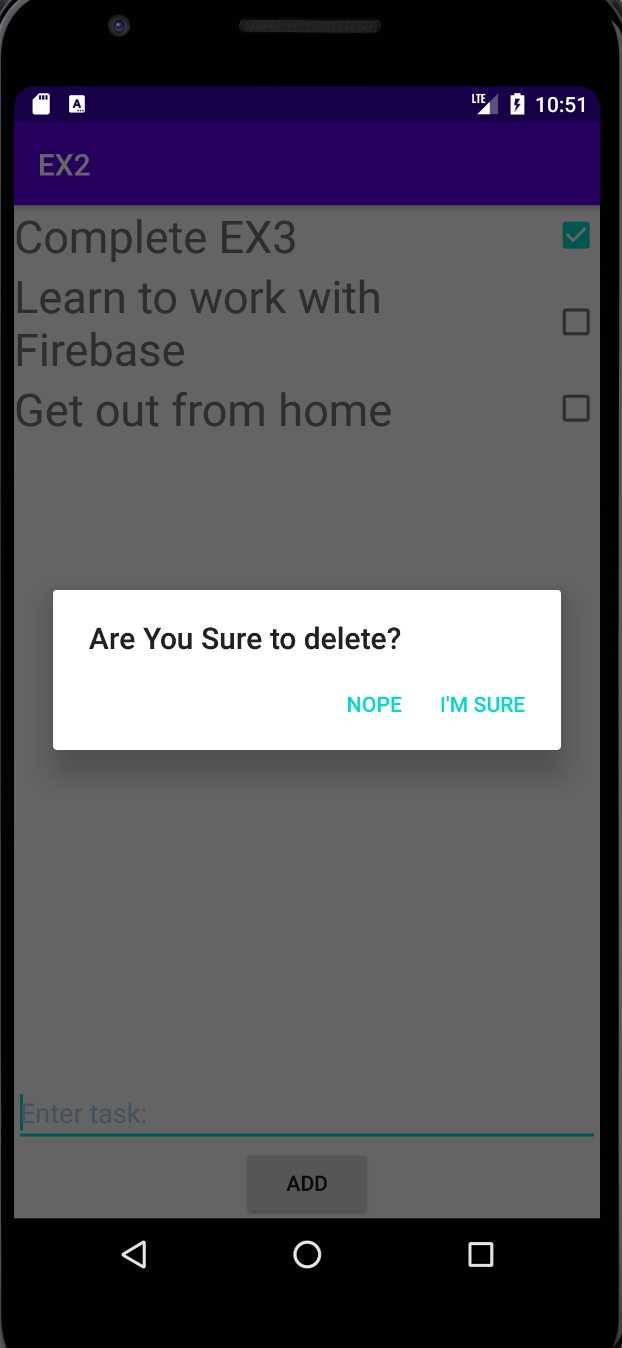 LTE 10:51
EX2
Complete EX3
Learn to work with
Firebase
Get out from home
Are You Sure to delete?
NOPE I'M SURE
Enter task:
ADD